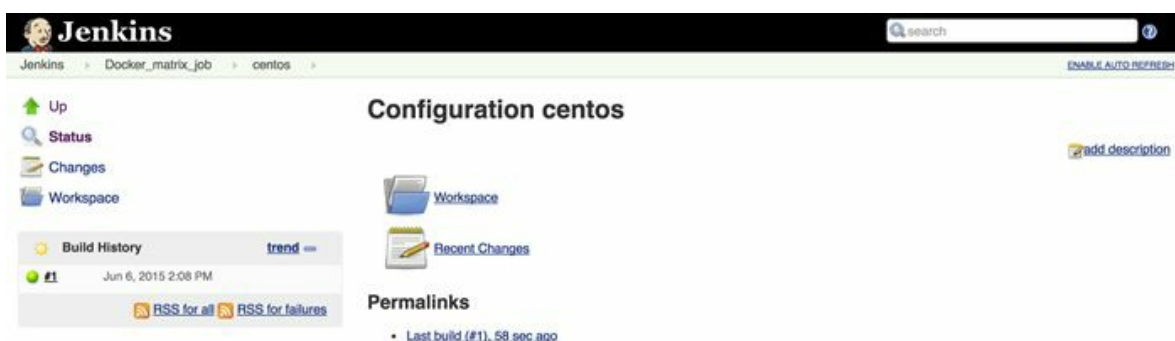 Jenkins
search
Jenkins Docker_matrix_job centos
ENABLE AUTO REFRESH
Up
Status
Changes
Workspace
Build History trend
#1 Jun 6, 2015 2:08 PM
RSS for all RSS for failures
Configuration centos
add description
Workspace
Recent Changes
Permalinks
Last build (#1), 58 sec ago